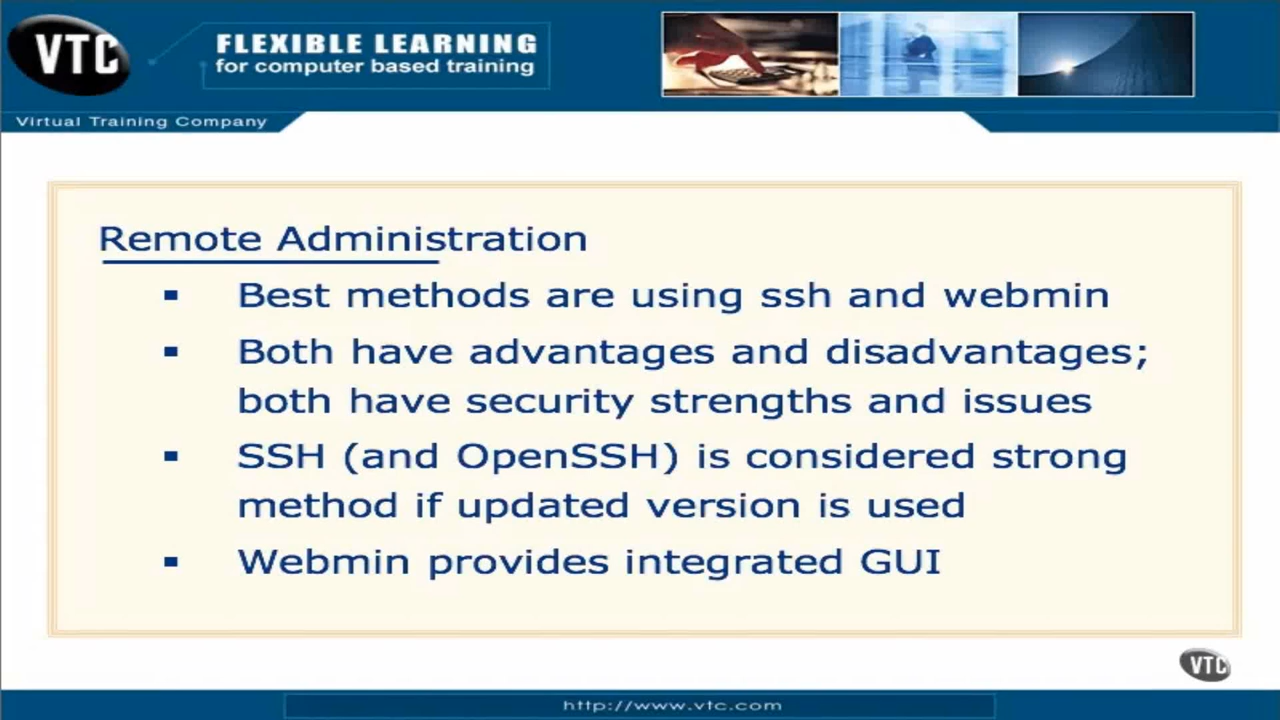 VTC
FLEXIBLE LEARNING
for computer based training
Virtual Training Company
Remote Administration
▪ Best methods are using ssh and webmin
▪ Both have advantages and disadvantages;
both have security strengths and issues
▪ SSH (and OpenSSH) is considered strong
method if updated version is used
▪ Webmin provides integrated GUI
VTC
http://www.vtc.com